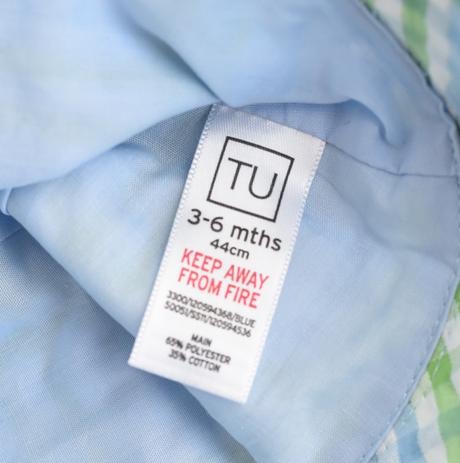 TU
3-6 mths
44cm
KEEP AWAY
FROM FIRE
3300/120594368/BLUE
50051/SS11/120594536
MAIN
65% POLYESTER
35% COTTON